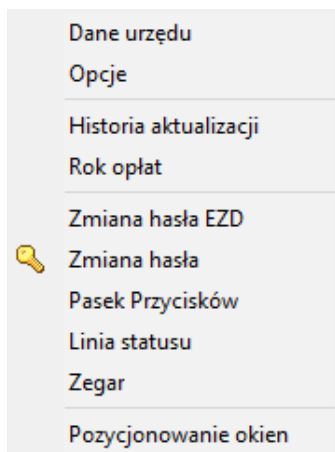 Dane urzędu
Opcje
Historia aktualizacji
Rok opłat
Zmiana hasła EZD
Zmiana hasła
Pasek Przycisków
Linia statusu
Zegar
Pozycjonowanie okien